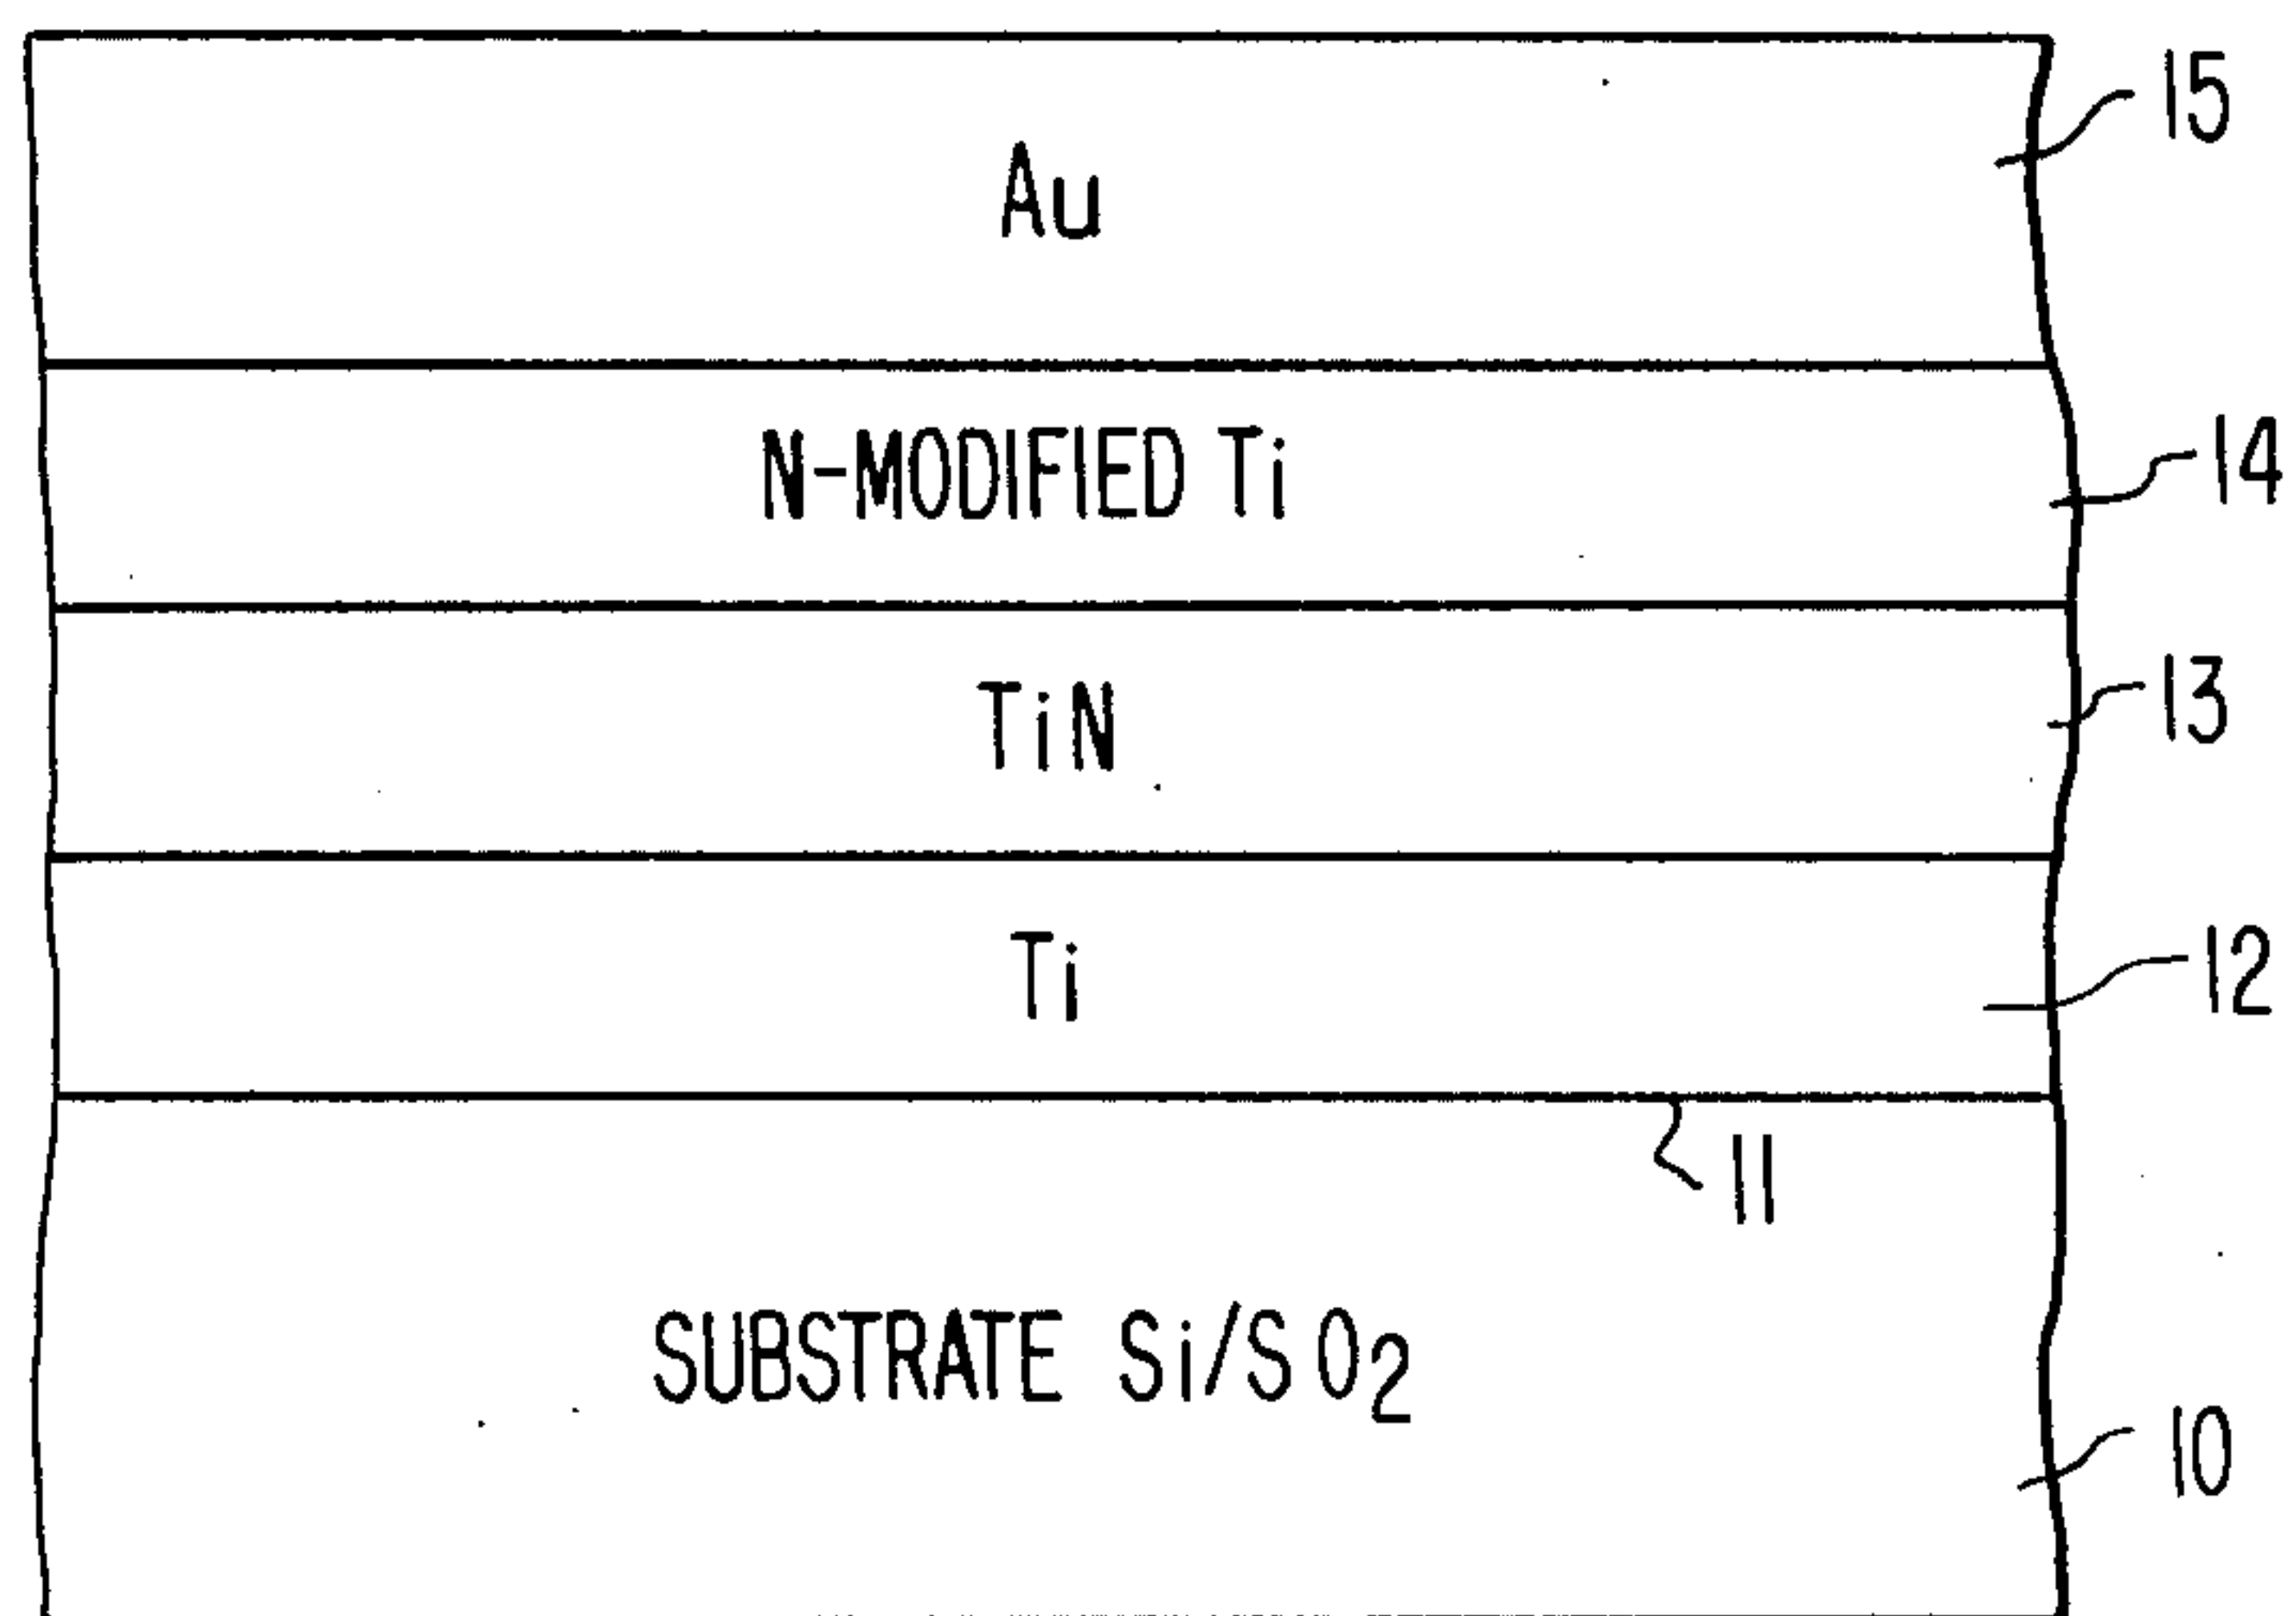 Au
15
N-MODIFIED Ti
14
TiN
13
Ti
12
11
SUBSTRATE Si/S O2
10